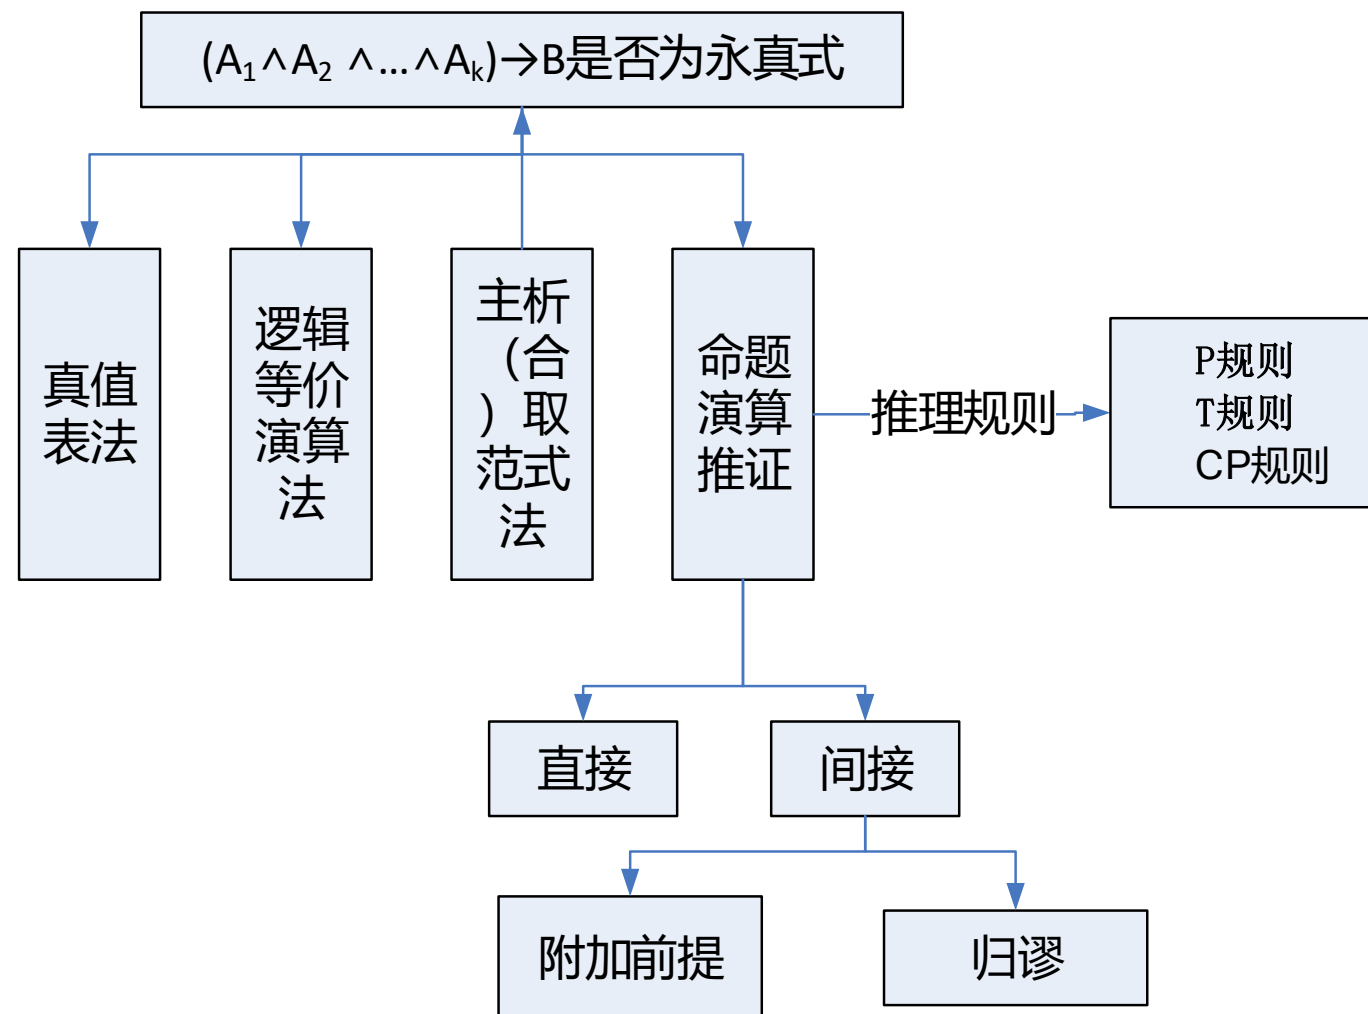 (A₁∧A₂ ∧...∧Aₖ)→B是否为永真式
真值
表法
逻辑
等价
演算
法
主析
（合
）取
范式
法
命题
演算
推证
推理规则
P规则
T规则
CP规则
直接
间接
附加前提
归谬